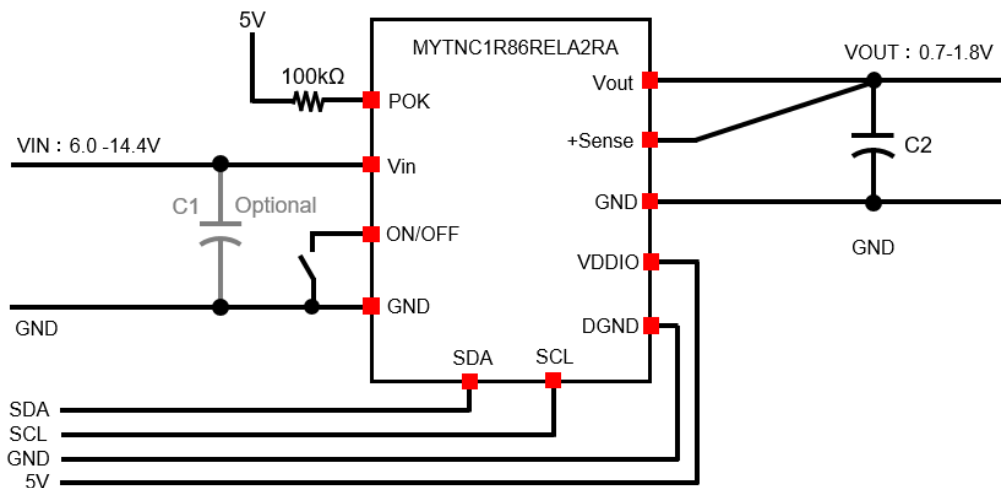 5V
MYTNC1R86RELA2RA
VOUT : 0.7-1.8V
100kΩ
POK
Vout
VIN : 6.0 -14.4V
+Sense
C2
Vin
C1 Optional
GND
ON/OFF
GND
VDDIO
GND
GND
DGND
SDA
SCL
SDA
SCL
GND
5V